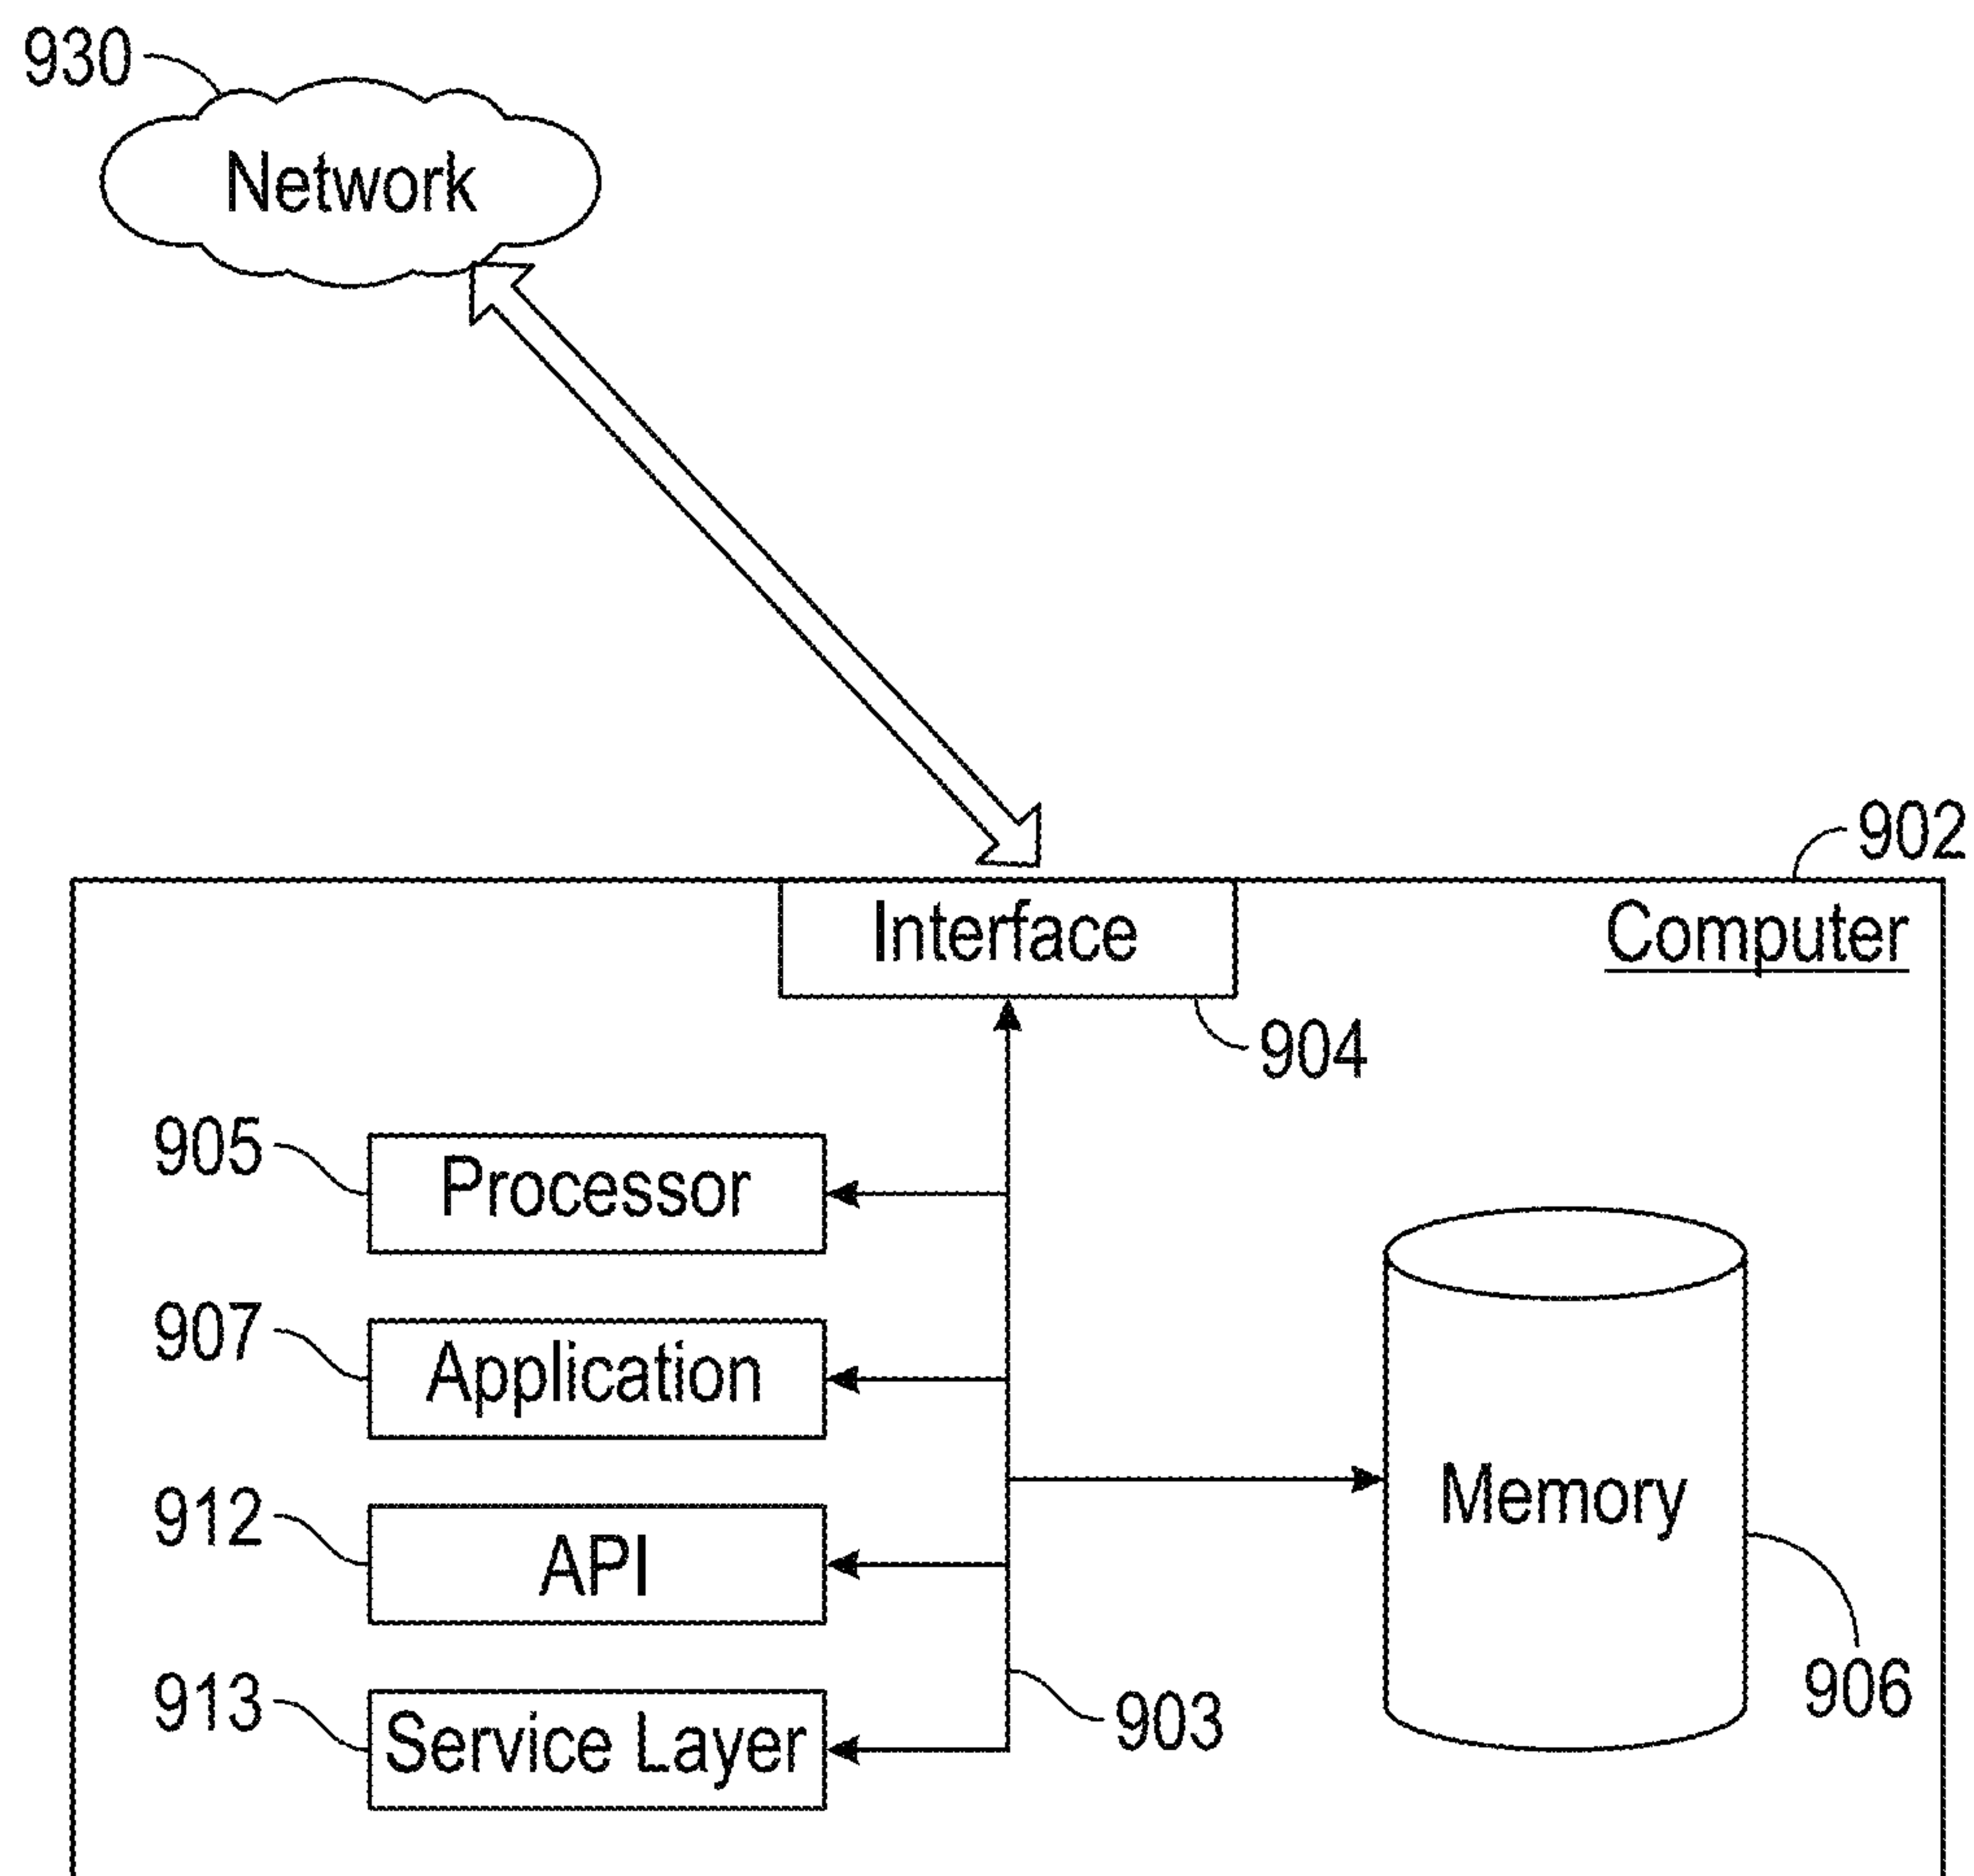 930
Network
902
Interface
Computer
904
905
Processor
907
Application
912
API
Memory
913
Service Layer
903
906